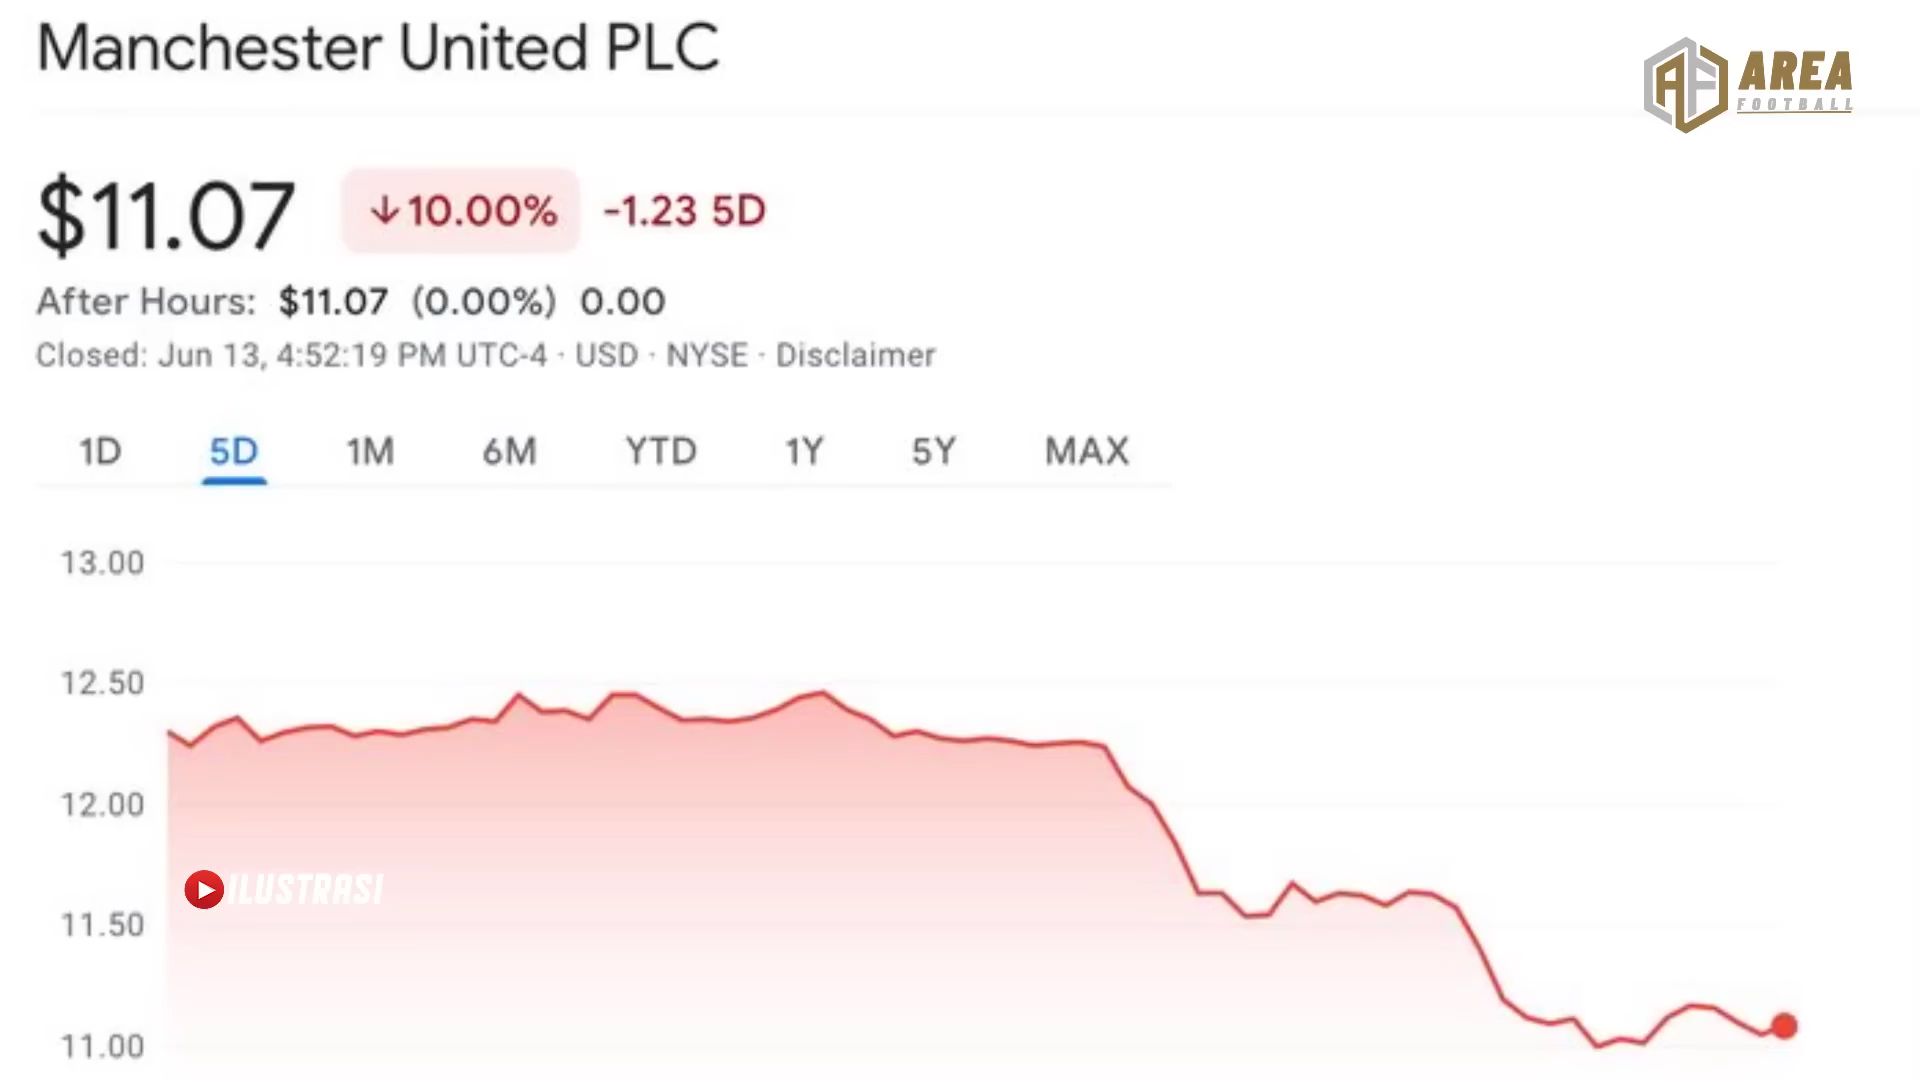 Manchester United PLC
AF AREA
FOOTBALL
$11.07 ↓10.00% -1.23 5D
After Hours: $11.07 (0.00%) 0.00
Closed: Jun 13, 4:52:19 PM UTC-4 · USD · NYSE · Disclaimer
1D 5D 1M 6M YTD 1Y 5Y MAX
13.00
12.50
12.00
ILUSTRASI
11.50
11.00